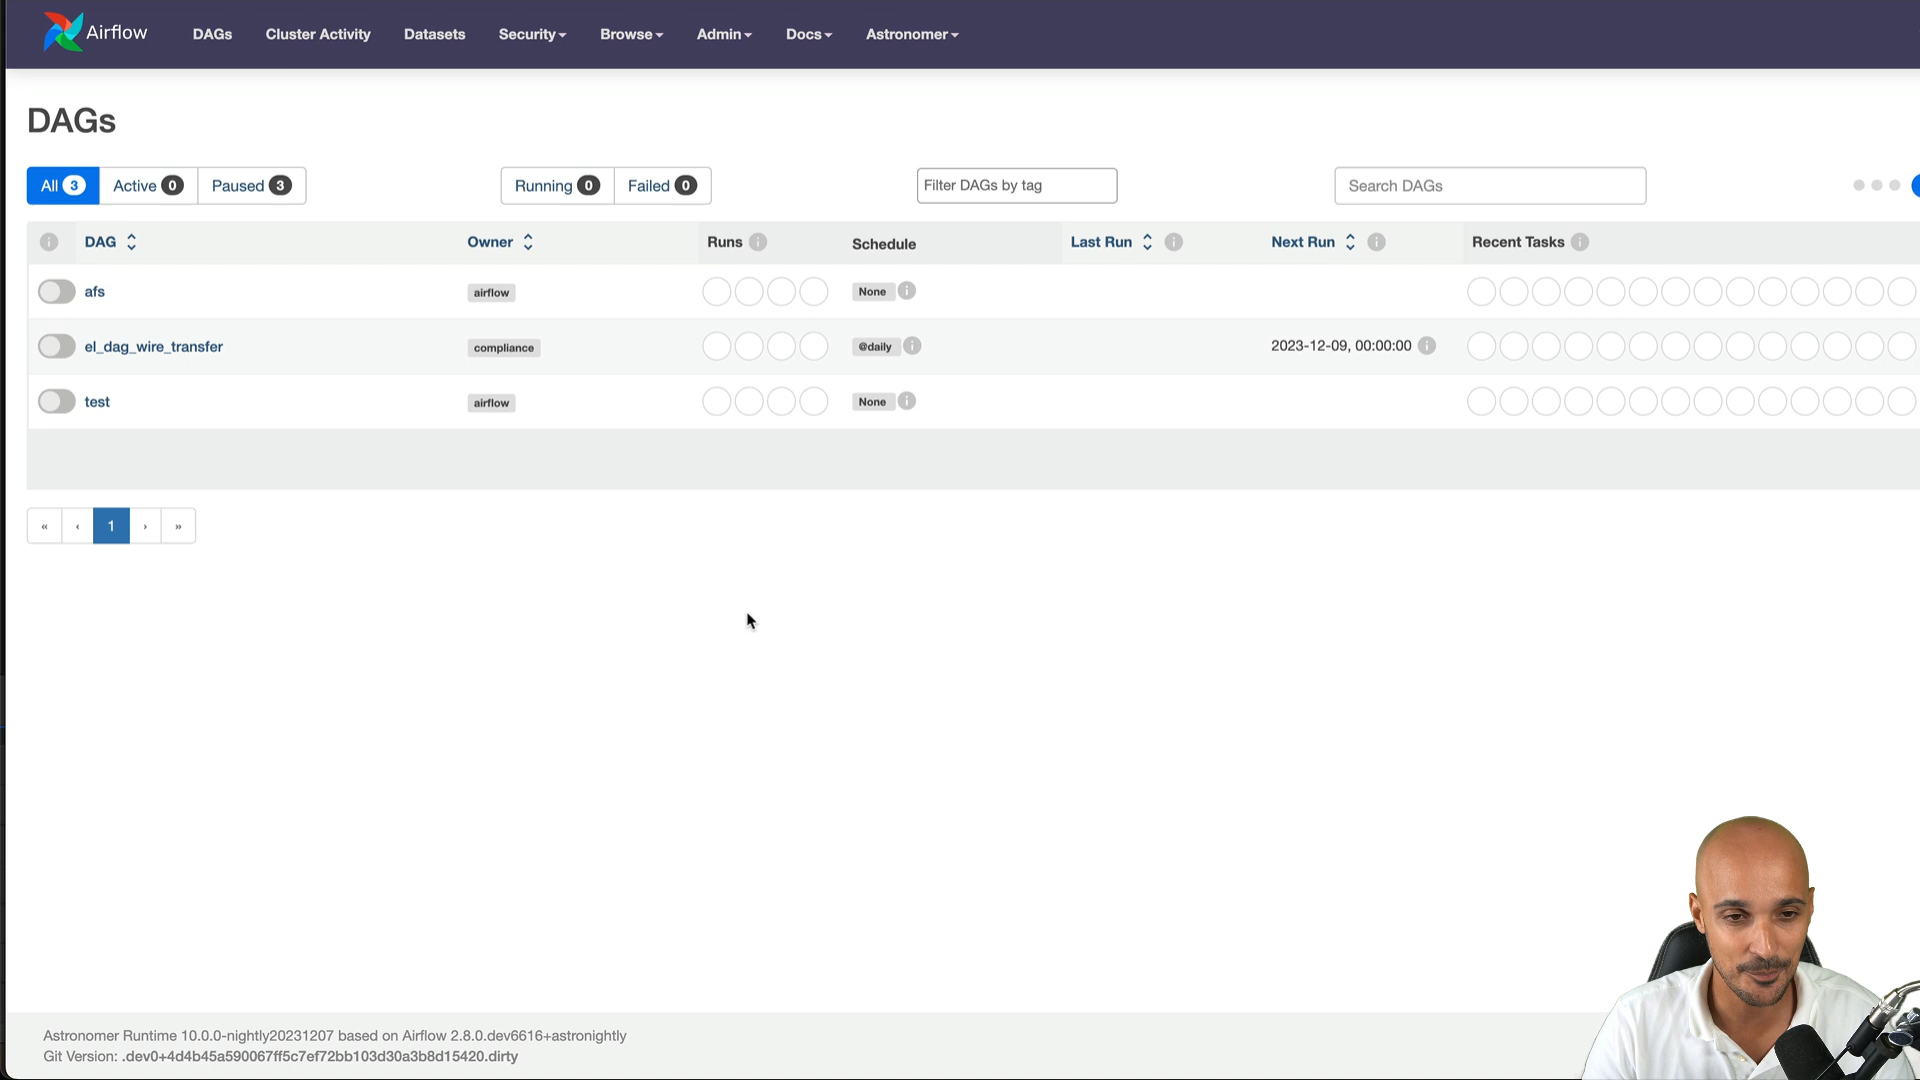 Airflow DAGs Cluster Activity Datasets Security Browse Admin Docs Astronomer
DAGs
All 3 Active 0 Paused 3 Running 0 Failed 0 Filter DAGs by tag Search DAGs
DAG Owner Runs Schedule Last Run Next Run Recent Tasks
afs airflow None
el_dag_wire_transfer compliance @daily 2023-12-09, 00:00:00
test airflow None
« ‹ 1 › »
Astronomer Runtime 10.0.0-nightly20231207 based on Airflow 2.8.0.dev6616+astronightly
Git Version: .dev0+4d4b45a590067ff5c7ef72bb103d30a3b8d15420.dirty